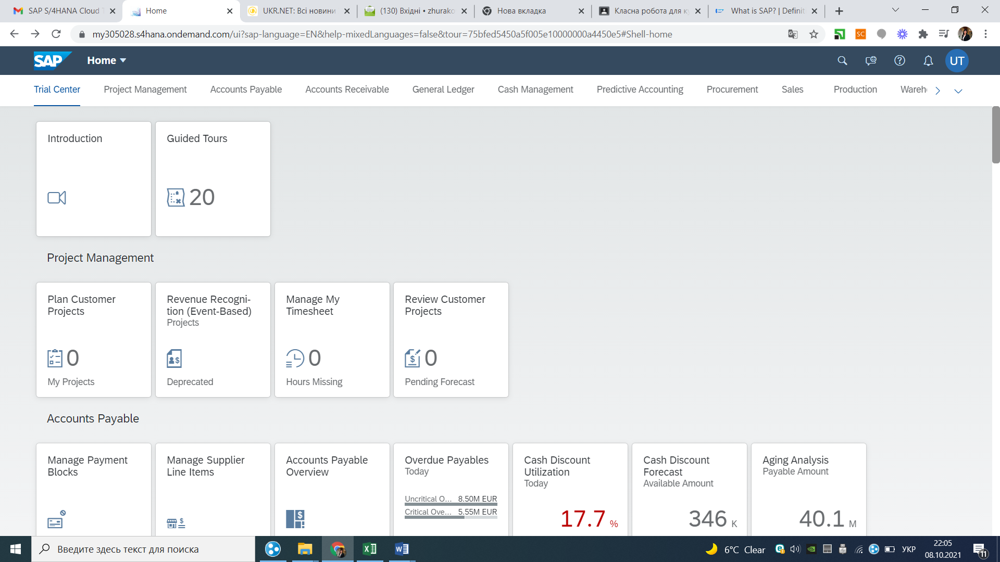 SAP S/4HANA Cloud
Home
UKR.NET: Всі новини
(130) Вхідні • zhurako
Нова вкладка
Класна робота для
What is SAP? | Definit
my305028.s4hana.ondemand.com/ui?sap-language=EN&help-mixedLanguages=false&tour=75bfed5450a5f005e10000000a4450e5#Shell-home
SC
SAP
Home
UT
Trial Center
Project Management
Accounts Payable
Accounts Receivable
General Ledger
Cash Management
Predictive Accounting
Procurement
Sales
Production
Wareh
Introduction
Guided Tours
20
Project Management
Plan Customer
Projects
0
My Projects
Revenue Recogni-
tion (Event-Based)
Projects
Deprecated
Manage My
Timesheet
0
Hours Missing
Review Customer
Projects
0
Pending Forecast
Accounts Payable
Manage Payment
Blocks
Manage Supplier
Line Items
Accounts Payable
Overview
Overdue Payables
Today
Uncritical O... 8.50M EUR
Critical Ove... 5.55M EUR
Cash Discount
Utilization
Today
17.7 %
Cash Discount
Forecast
Available Amount
346 K
Aging Analysis
Payable Amount
40.1 M
Введите здесь текст для поиска
6°C Clear
УКР
22:05
08.10.2021
11